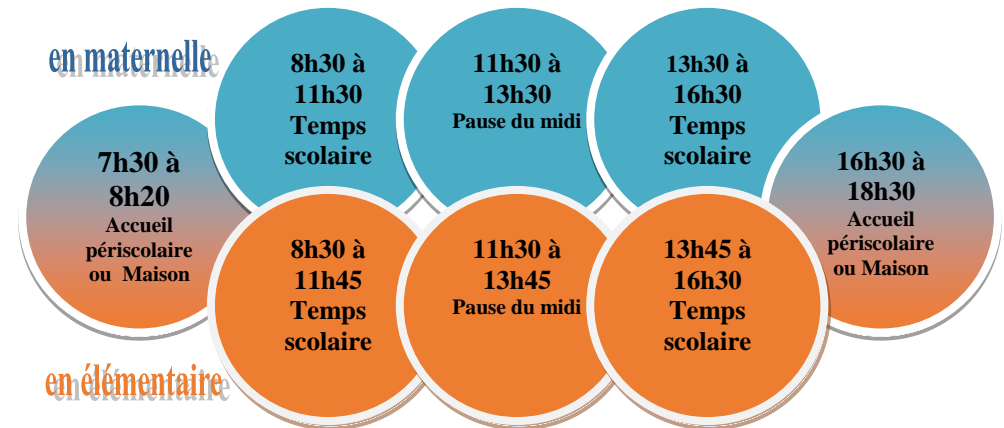 en maternelle
8h30 à
11h30
Temps
scolaire
11h30 à
13h30
Pause du midi
13h30 à
16h30
Temps
scolaire
7h30 à
8h20
Accueil
périscolaire
ou Maison
16h30 à
18h30
Accueil
périscolaire
ou Maison
8h30 à
11h45
Temps
scolaire
11h30 à
13h45
Pause du midi
13h45 à
16h30
Temps
scolaire
en élémentaire